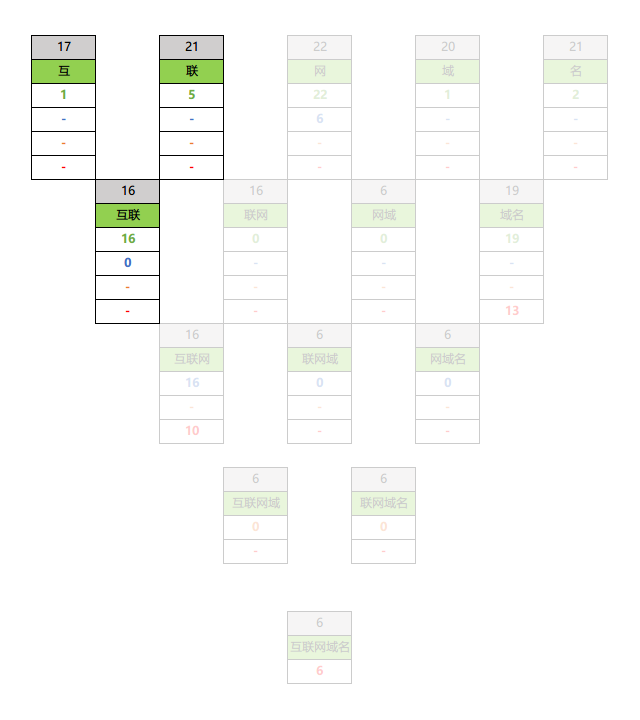 17 21 22 20 21
互 联 网 域 名
1 5 22 1 2
- - 6 - -
- - - - -
- - - - -
16 16 6 19
互联 联网 网域 域名
16 0 0 19
0 - - -
- - - -
- - - 13
16 6 6
互联网 联网域 网域名
16 0 0
- - -
10 - -
6 6
互联网域 联网域名
0 0
- -
6
互联网域名
6